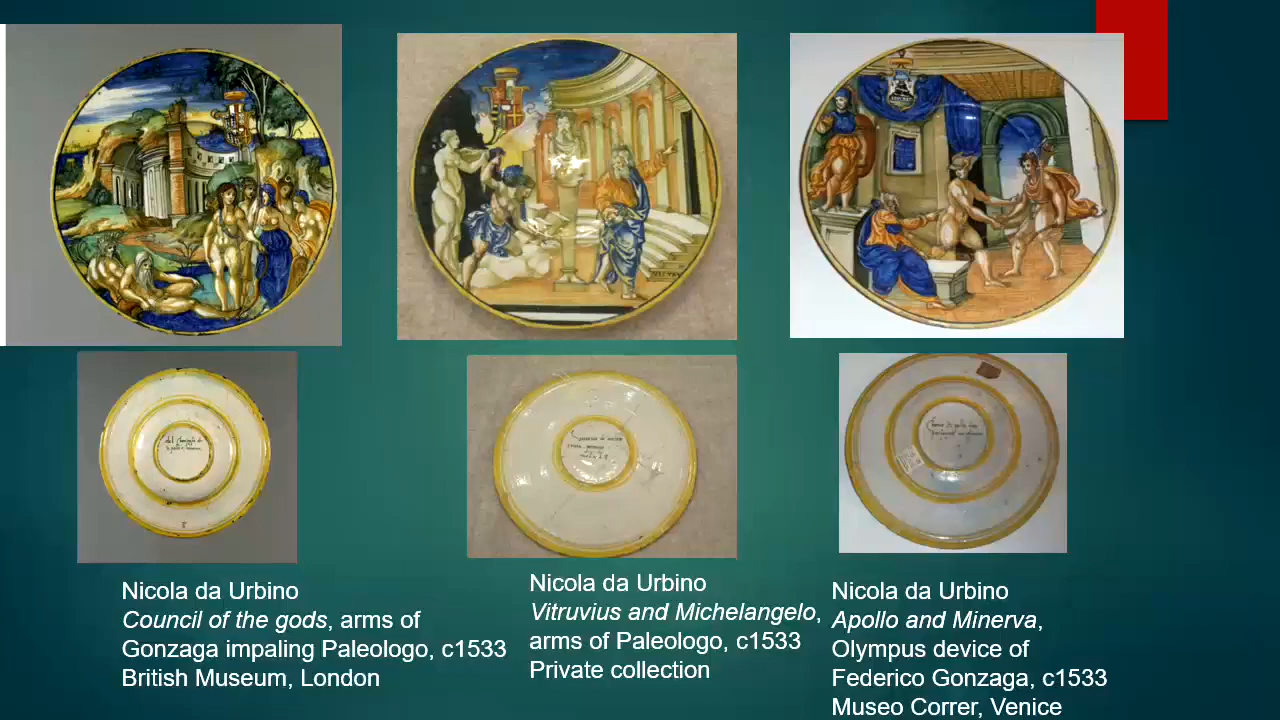 Nicola da Urbino
Council of the gods, arms of
Gonzaga impaling Paleologo, c1533
British Museum, London
Nicola da Urbino
Vitruvius and Michelangelo,
arms of Paleologo, c1533
Private collection
Nicola da Urbino
Apollo and Minerva,
Olympus device of
Federico Gonzaga, c1533
Museo Correr, Venice